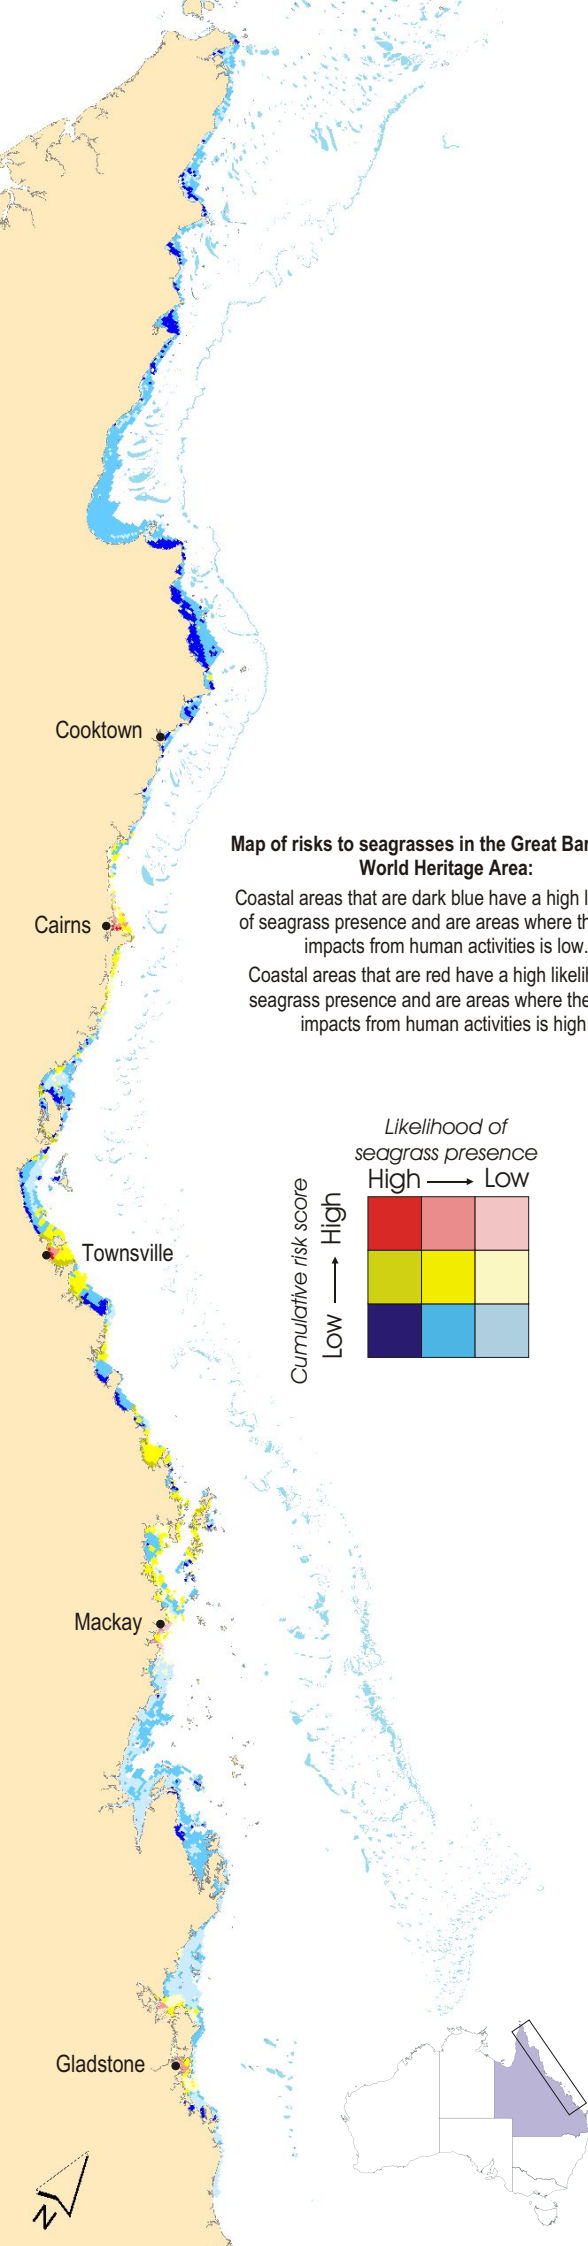 Cooktown
Map of risks to seagrasses in the Great Bar
World Heritage Area:
Coastal areas that are dark blue have a high l
of seagrass presence and are areas where th
impacts from human activities is low.
Coastal areas that are red have a high likelil
seagrass presence and are areas where the
impacts from human activities is high
Cairns
Likelihood of
seagrass presence
High Low
Cumulative risk score
Low High
Townsville
Mackay
Gladstone
N